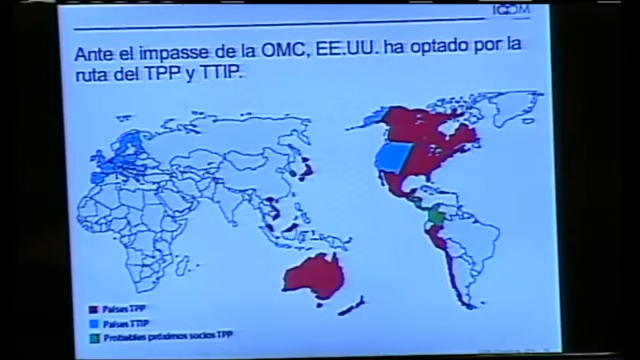 IQOM
Ante el impasse de la OMC, EE.UU. ha optado por la
ruta del TPP y TTIP.
Países TPP
Países TTIP
Probables próximos socios TPP